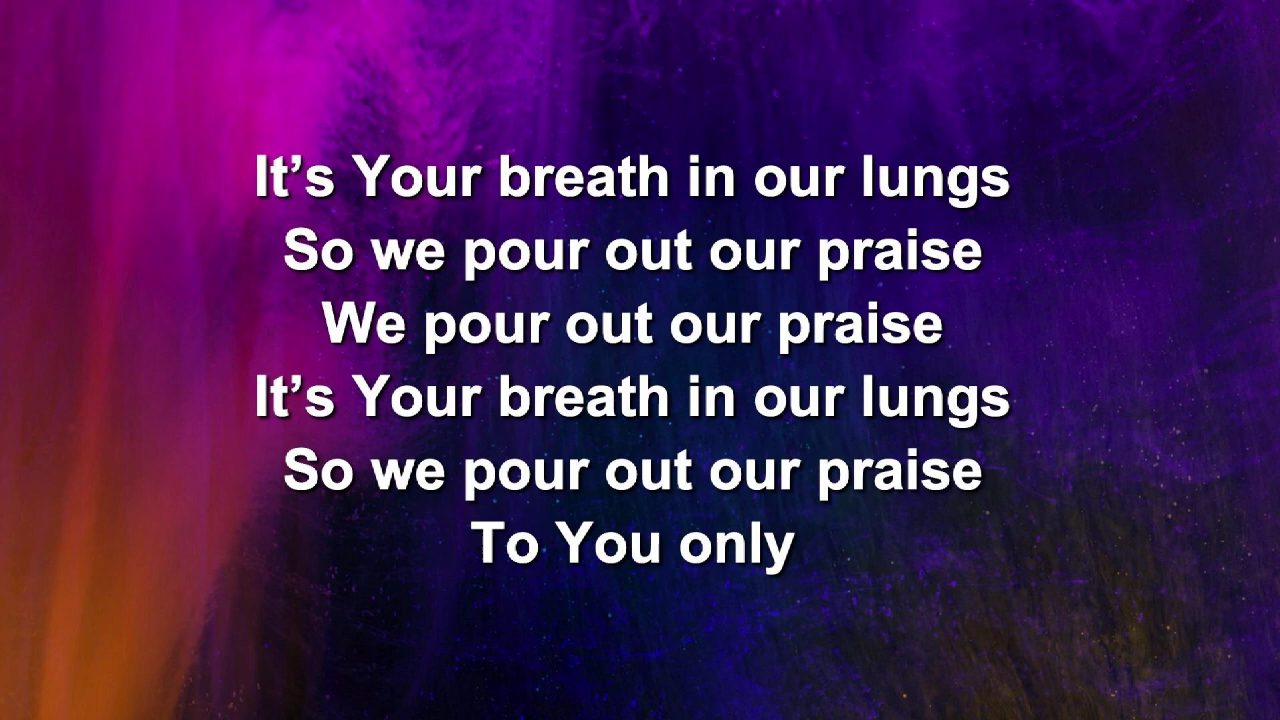 It’s Your breath in our lungs
So we pour out our praise
We pour out our praise
It’s Your breath in our lungs
So we pour out our praise
To You only